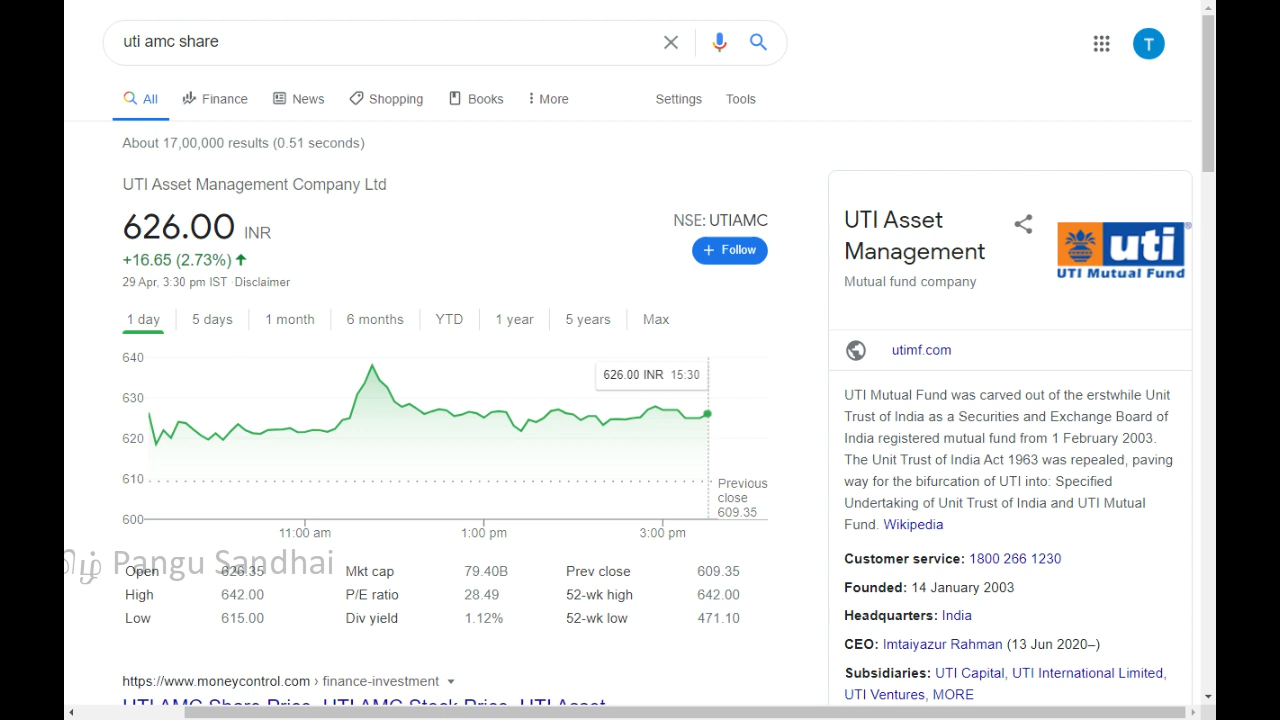 uti amc share
T
All Finance News Shopping Books More Settings Tools
About 17,00,000 results (0.51 seconds)
UTI Asset Management Company Ltd
626.00 INR
NSE: UTIAMC
+16.65 (2.73%)
+ Follow
29 Apr, 3:30 pm IST · Disclaimer
1 day 5 days 1 month 6 months YTD 1 year 5 years Max
640
626.00 INR 15:30
630
620
610
Previous
close
609.35
600
11:00 am 1:00 pm 3:00 pm
Pangu Sandhai
Open 626.35 Mkt cap 79.40B Prev close 609.35
High 642.00 P/E ratio 28.49 52-wk high 642.00
Low 615.00 Div yield 1.12% 52-wk low 471.10
https://www.moneycontrol.com › finance-investment
UTI AMC Share Price, UTI AMC Stock Price, UTI Asset
UTI Asset
Management
Mutual fund company
uti ®
UTI Mutual Fund
utimf.com
UTI Mutual Fund was carved out of the erstwhile Unit
Trust of India as a Securities and Exchange Board of
India registered mutual fund from 1 February 2003.
The Unit Trust of India Act 1963 was repealed, paving
way for the bifurcation of UTI into: Specified
Undertaking of Unit Trust of India and UTI Mutual
Fund. Wikipedia
Customer service: 1800 266 1230
Founded: 14 January 2003
Headquarters: India
CEO: Imtaiyazur Rahman (13 Jun 2020–)
Subsidiaries: UTI Capital, UTI International Limited,
UTI Ventures, MORE